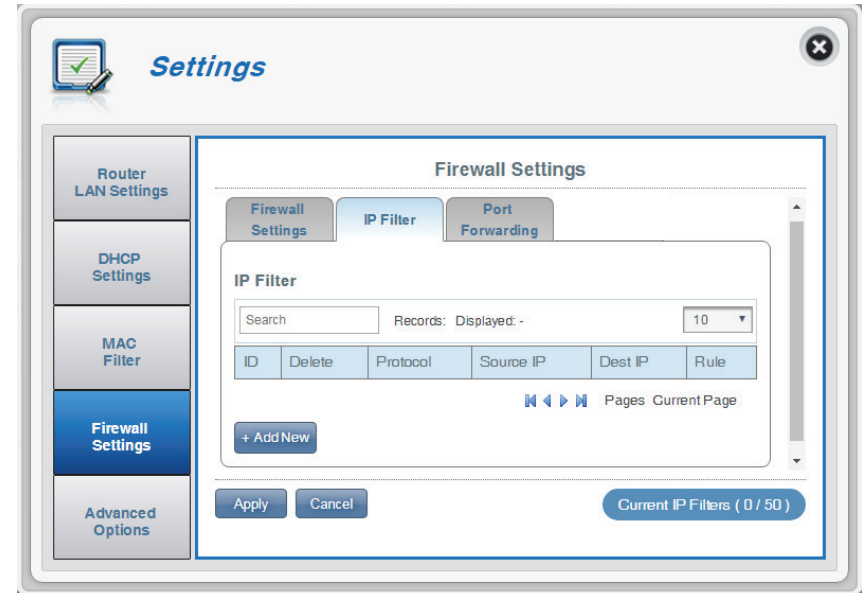 Settings
Router
LAN Settings
DHCP
Settings
MAC
Filter
Firewall
Settings
Advanced
Options
Firewall Settings
Firewall
Settings
IP Filter
Port
Forwarding
IP Filter
Search Records: Displayed: - 10
ID Delete Protocol Source IP Dest IP Rule
Pages Current Page
+ Add New
Apply Cancel Current IP Filters ( 0 / 50 )